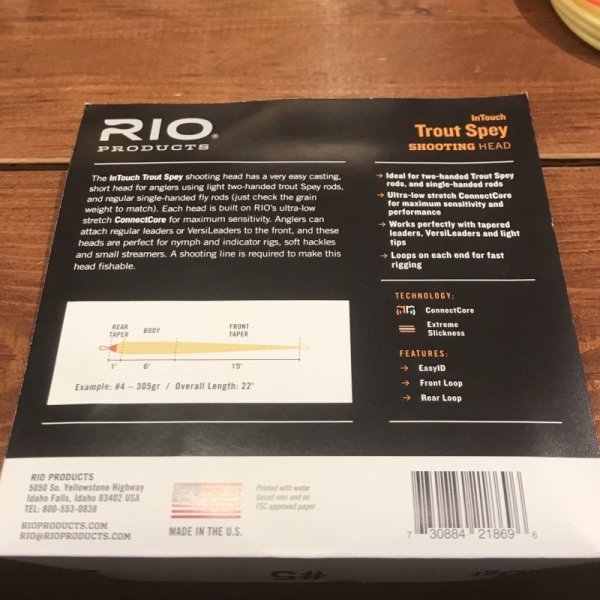 RIO®
PRODUCTS
The InTouch Trout Spey shooting head has a very easy casting,
short head for anglers using light two-handed trout Spey rods,
and regular single-handed fly rods (just check the grain
weight to match). Each head is built on RIO's ultra-low
stretch ConnectCore for maximum sensitivity. Anglers can
attach regular leaders or VersiLeaders to the front, and these
heads are perfect for nymph and indicator rigs, soft hackles
and small streamers. A shooting line is required to make this
head fishable.
InTouch
Trout Spey
SHOOTING HEAD
→ Ideal for two-handed Trout Spey
rods, and single-handed rods
→ Ultra-low stretch ConnectCore
for maximum sensitivity and
performance
→ Works perfectly with tapered
leaders, VersiLeaders and light
tips
→ Loops on each end for fast
rigging
TECHNOLOGY:
ConnectCore
Extreme
Slickness
FEATURES:
→ EasyID
→ Front Loop
→ Rear Loop
REAR
TAPER
BODY
FRONT
TAPER
1' 6' 15'
Example: #4 – 305gr / Overall Length: 22'
RIO PRODUCTS
5050 So. Yellowstone Highway
Idaho Falls, Idaho 83402 USA
TEL: 800-553-0838
RIOPRODUCTS.COM
RIO@RIOPRODUCTS.COM
MADE IN THE U.S.
Printed with water
based inks and on
FSC approved paper
7 30884 21869 6